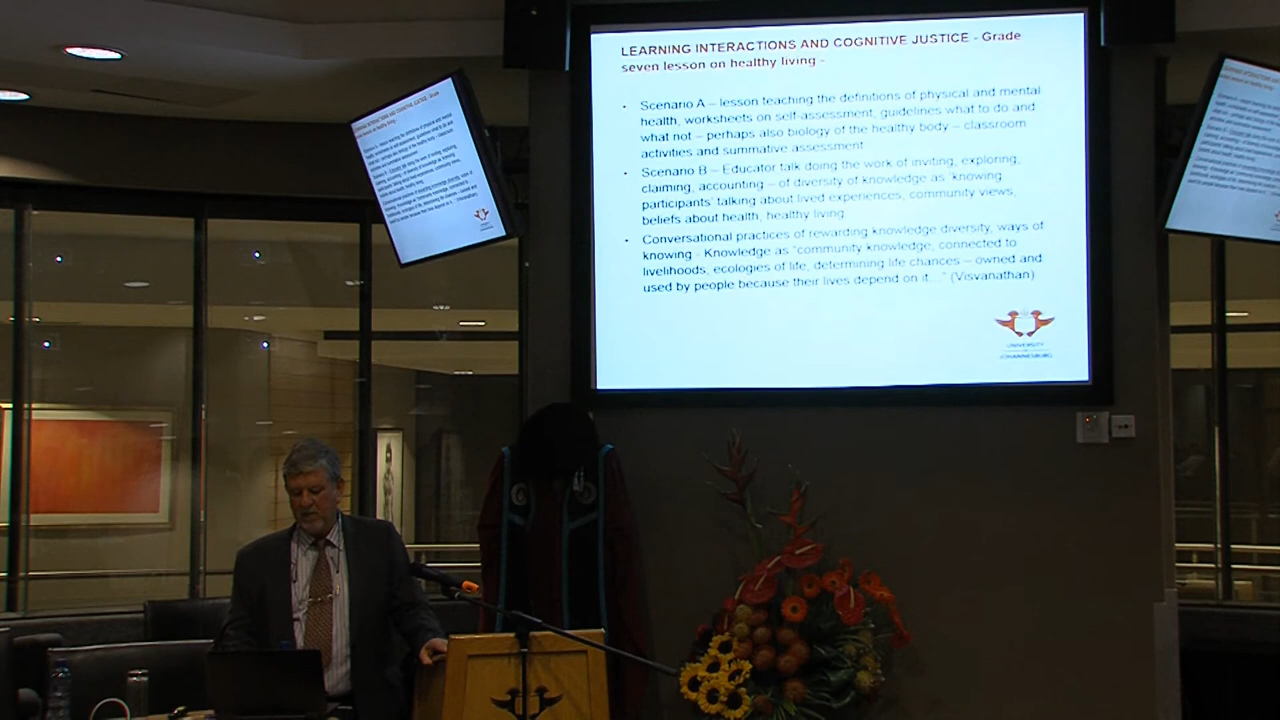 LEARNING INTERACTIONS AND COGNITIVE JUSTICE - Grade
seven lesson on healthy living -
• Scenario A – lesson teaching the definitions of physical and mental
health, worksheets on self-assessment, guidelines what to do and
what not – perhaps also biology of the healthy body – classroom
activities and summative assessment
• Scenario B – Educator talk doing the work of inviting, exploring,
claiming, accounting – of diversity of knowledge as 'knowing
participants' talking about lived experiences, community views,
beliefs about health, healthy living
• Conversational practices of rewarding knowledge diversity, ways of
knowing - Knowledge as "community knowledge, connected to
livelihoods, ecologies of life, determining life chances – owned and
used by people because their lives depend on it…" (Visvanathan)
UNIVERSITY
OF
JOHANNESBURG